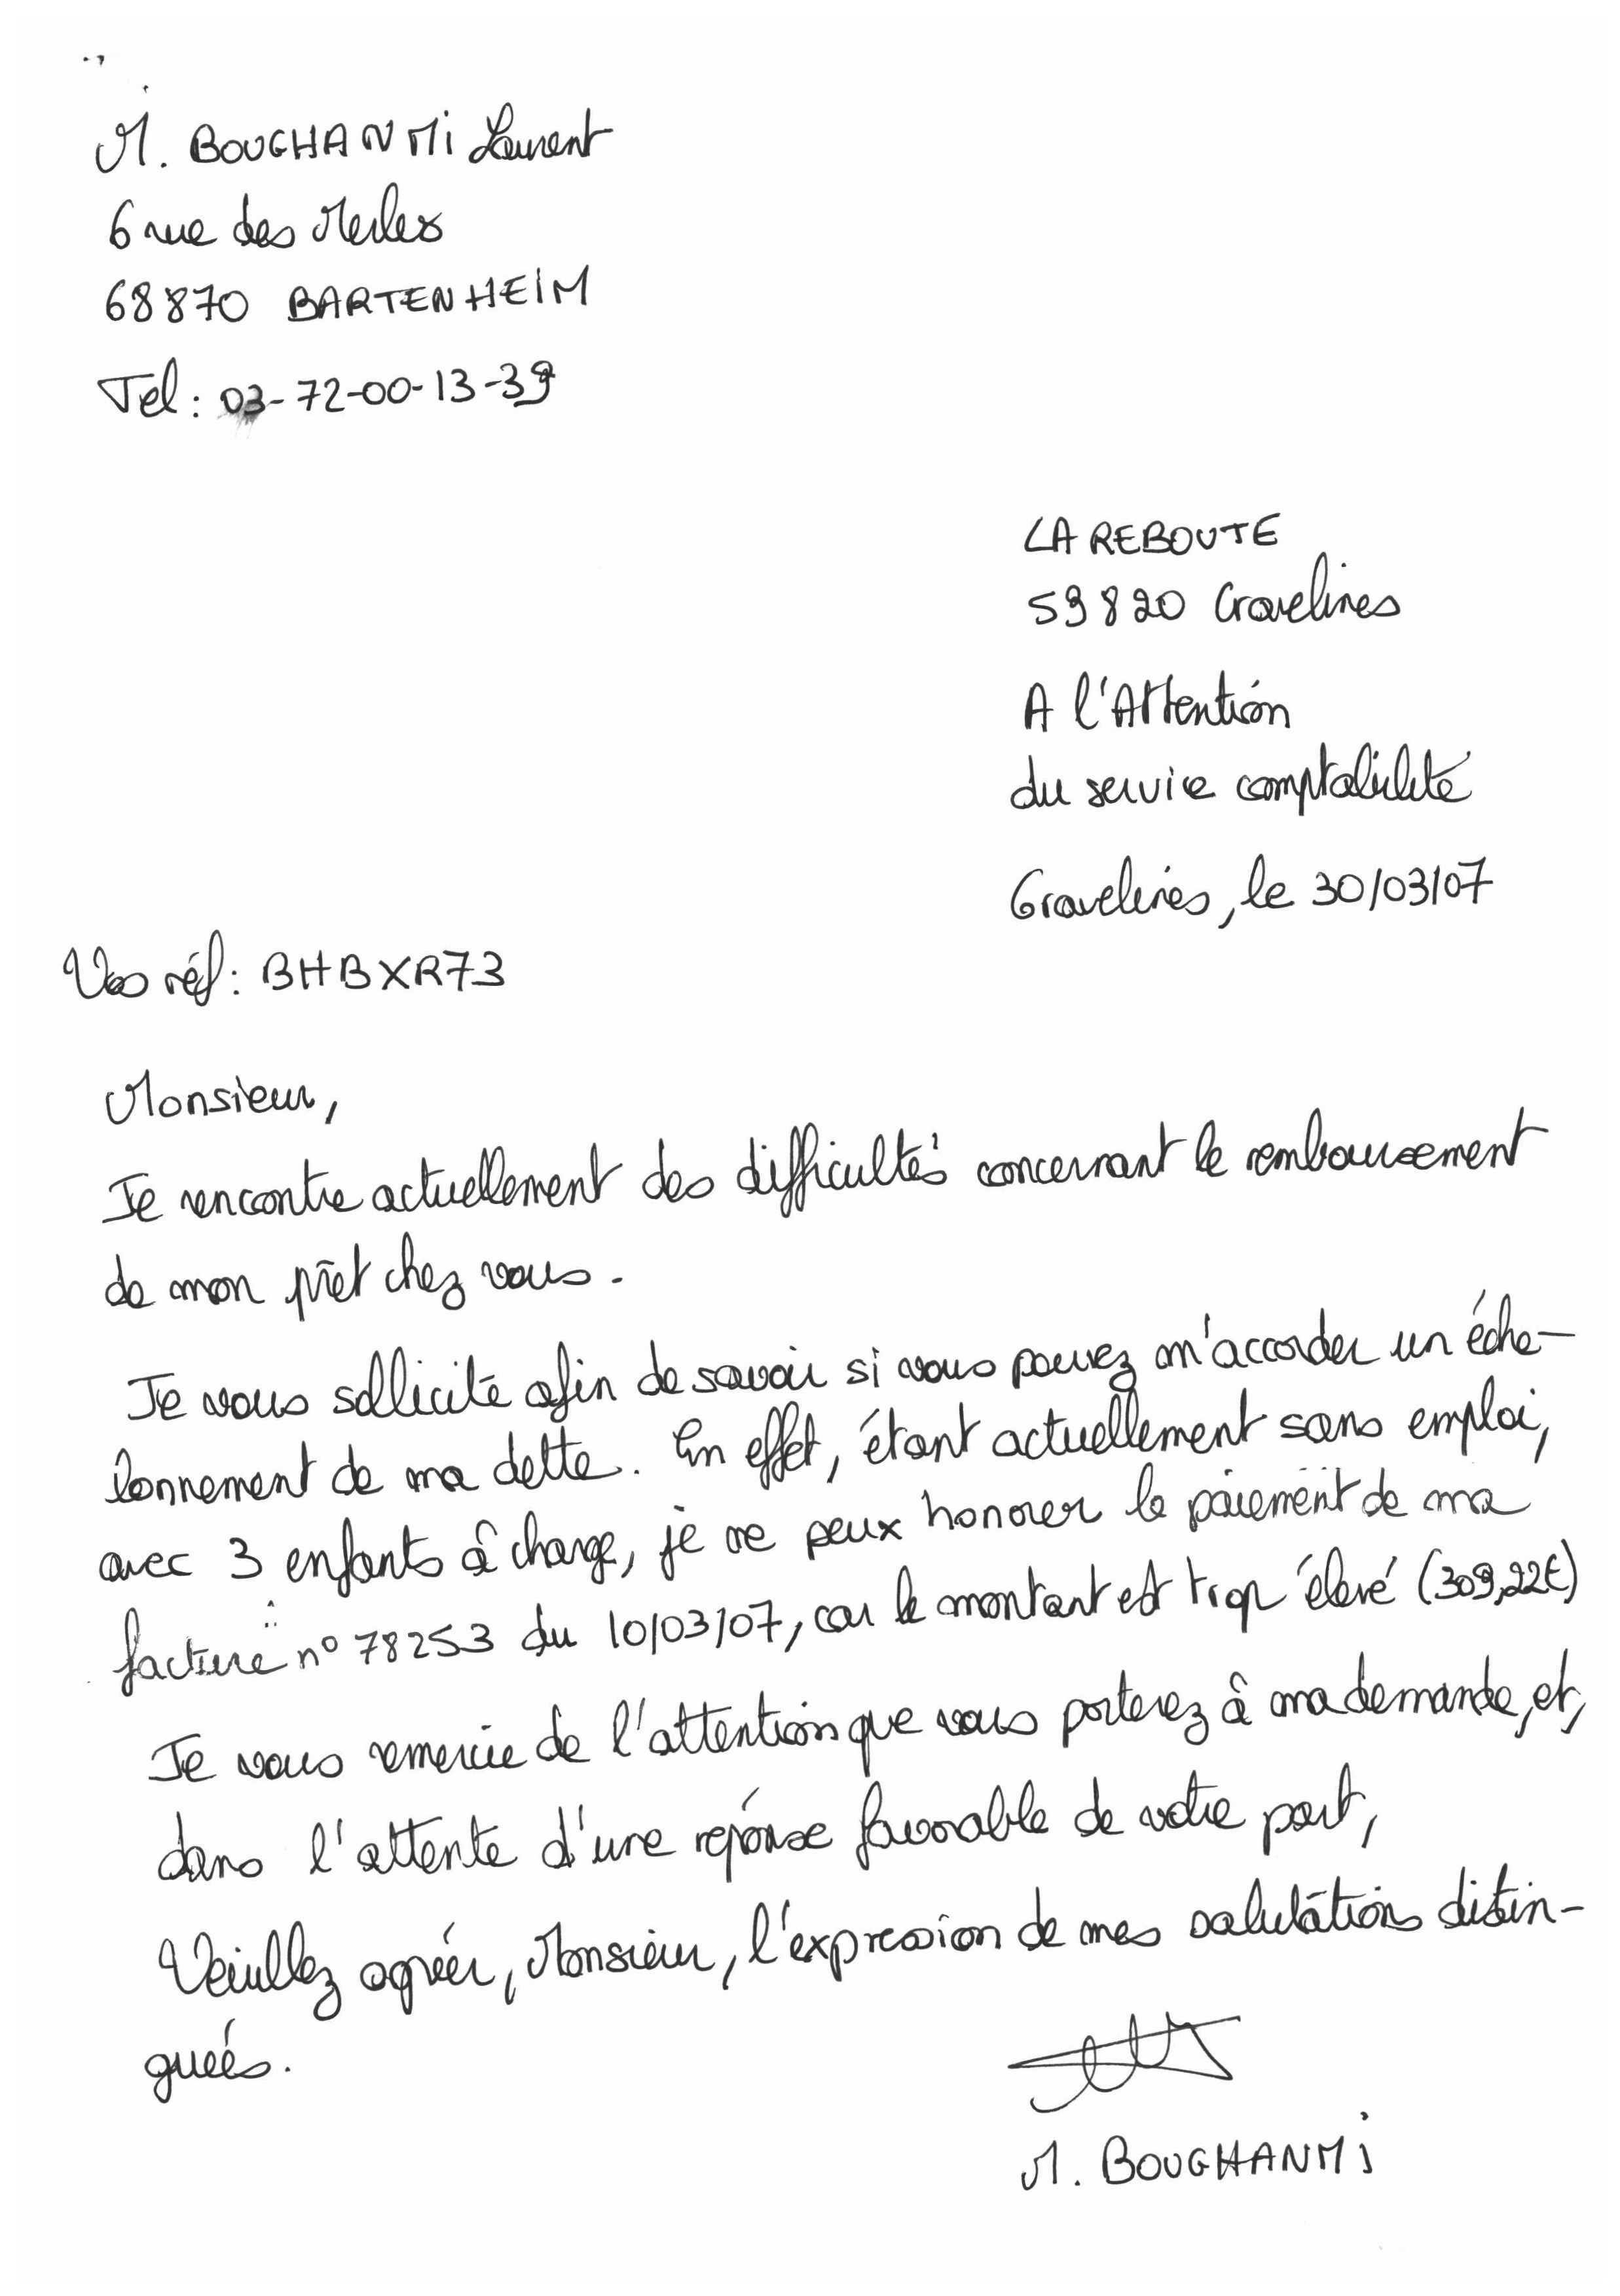 M. BOUGHANMI Laurent
6 rue des Merles
68870 BARTENHEIM
Tel : 03-72-00-13-39
LA REBOUTE
59820 Gravelines
A l'Attention
du service comptabilité
Gravelines, le 30/03/07
Vos réf : BHBXR73
Monsieur,
Je rencontre actuellement des difficultés concernant le remboursement
de mon prêt chez vous.
Je vous sollicite afin de savoir si vous pouvez m'accorder un éche-
lonnement de ma dette. En effet, étant actuellement sans emploi,
avec 3 enfants à charge, je ne peux honorer le paiement de ma
facture n° 78253 du 10/03/07, car le montant est trop élevé (309,22€)
Je vous remercie de l'attention que vous porterez à ma demande, et,
dans l'attente d'une réponse favorable de votre part,
Veuillez agréer, Monsieur, l'expression de mes salutations distin-
guées.
M. BOUGHANMI